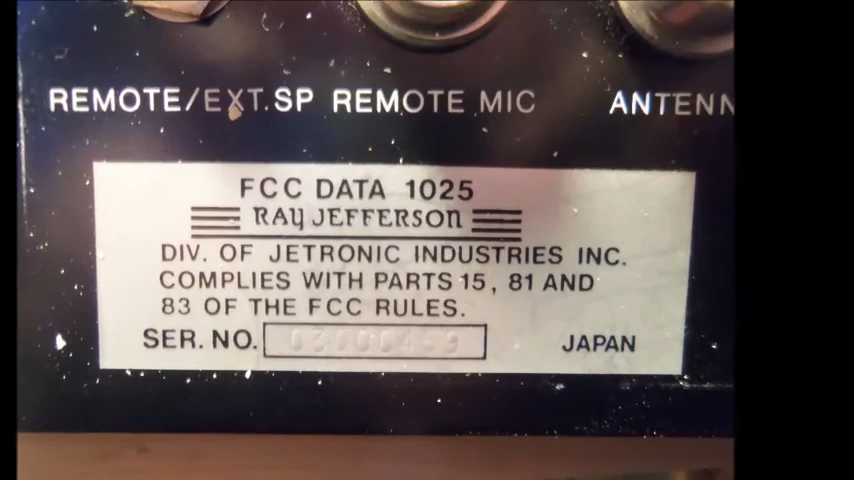 REMOTE/EXT.SP REMOTE MIC ANTENN
FCC DATA 1025
RAY JEFFERSON
DIV. OF JETRONIC INDUSTRIES INC.
COMPLIES WITH PARTS 15, 81 AND
83 OF THE FCC RULES.
SER. NO. JAPAN